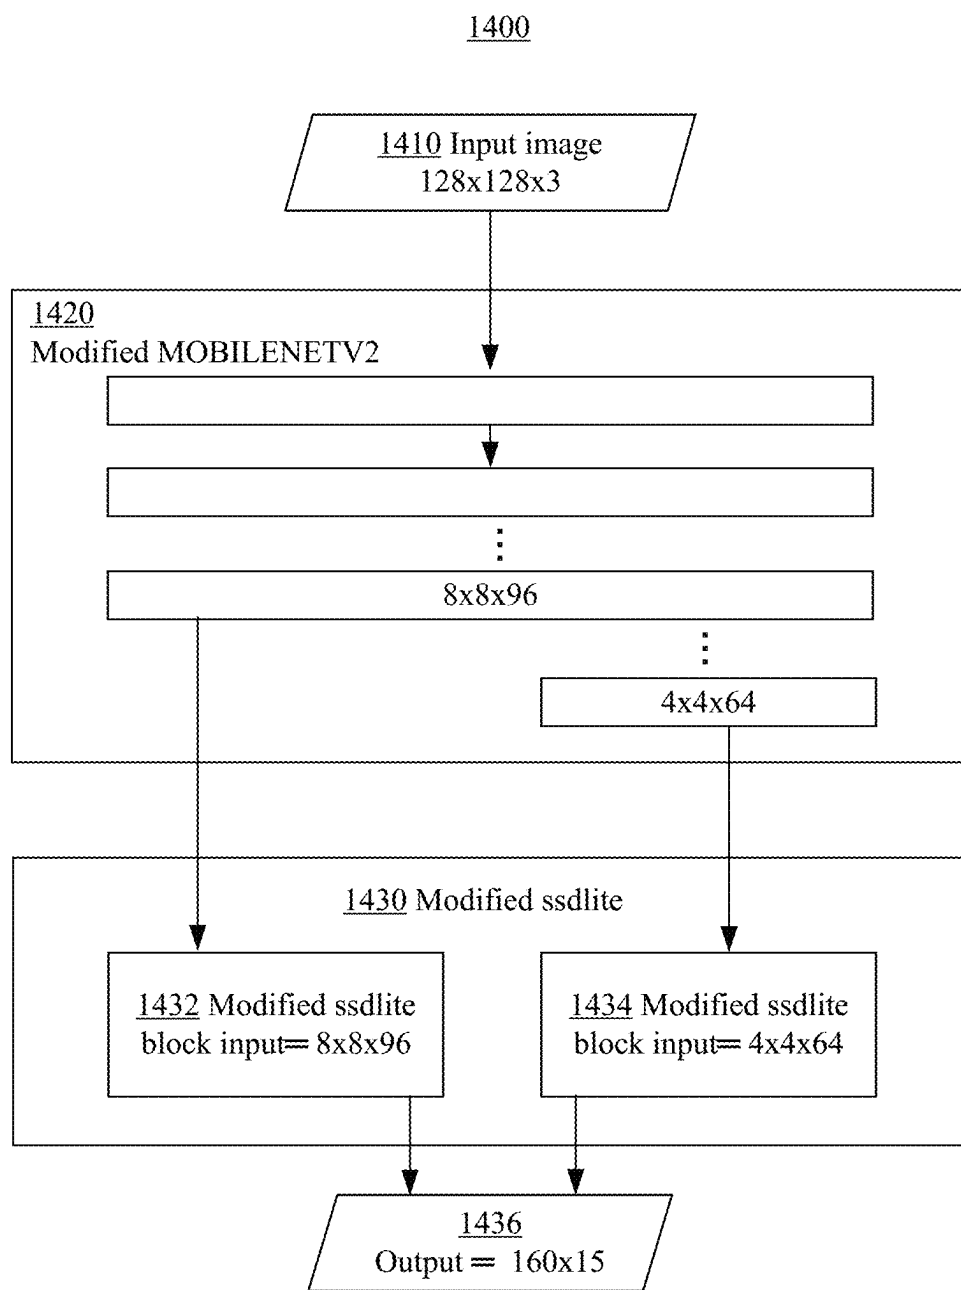 1400
1410 Input image
128x128x3
1420
Modified MOBILENETV2
8x8x96
4x4x64
1430 Modified ssdlite
1432 Modified ssdlite
block input= 8x8x96
1434 Modified ssdlite
block input= 4x4x64
1436
Output = 160x15